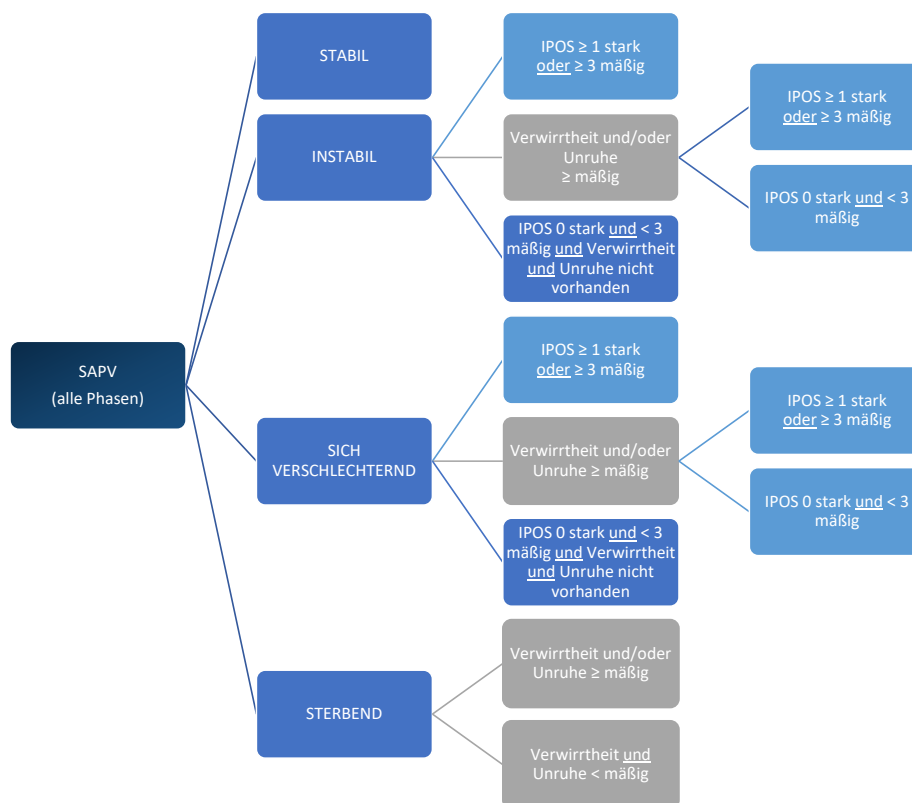 STABIL
IPOS ≥ 1 stark
oder ≥ 3 mäßig
INSTABIL
Verwirrtheit und/oder
Unruhe
≥ mäßig
IPOS ≥ 1 stark
oder ≥ 3 mäßig
IPOS 0 stark und < 3
mäßig
IPOS 0 stark und < 3
mäßig und Verwirrtheit
und Unruhe nicht
vorhanden
SAPV
(alle Phasen)
IPOS ≥ 1 stark
oder ≥ 3 mäßig
SICH
VERSCHLECHTERND
Verwirrtheit und/oder
Unruhe ≥ mäßig
IPOS ≥ 1 stark
oder ≥ 3 mäßig
IPOS 0 stark und < 3
mäßig
IPOS 0 stark und < 3
mäßig und Verwirrtheit
und Unruhe nicht
vorhanden
STERBEND
Verwirrtheit und/oder
Unruhe ≥ mäßig
Verwirrtheit und
Unruhe < mäßig